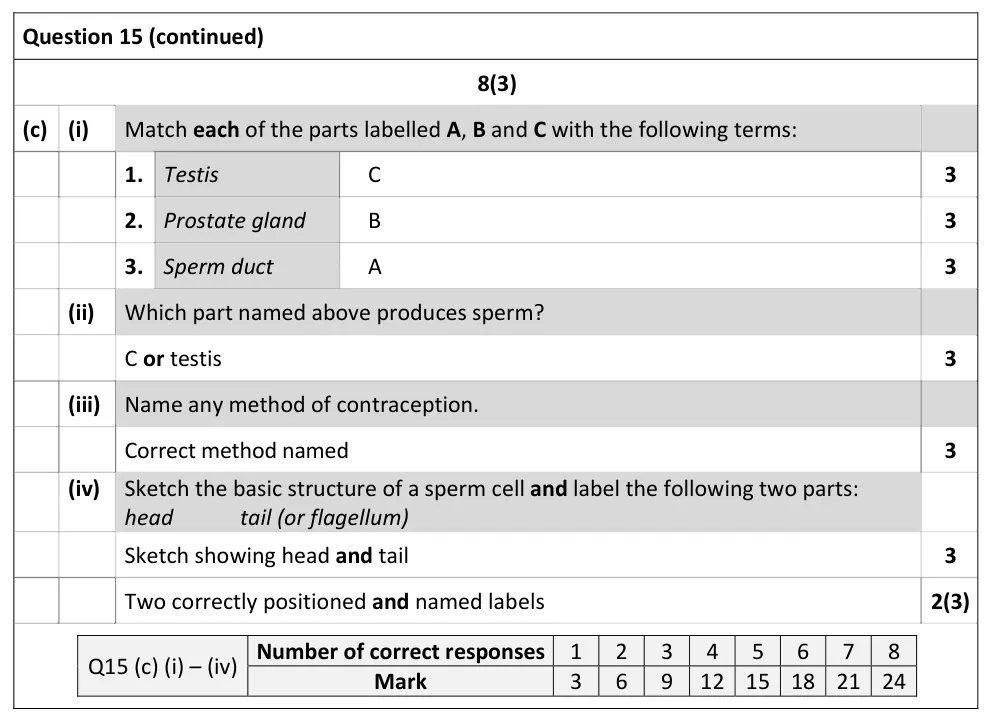 Question 15 (continued)
8(3)
(c) (i) Match each of the parts labelled A, B and C with the following terms:
1. Testis C 3
2. Prostate gland B 3
3. Sperm duct A 3
(ii) Which part named above produces sperm?
C or testis 3
(iii) Name any method of contraception.
Correct method named 3
(iv) Sketch the basic structure of a sperm cell and label the following two parts:
head tail (or flagellum)
Sketch showing head and tail 3
Two correctly positioned and named labels 2(3)
Q15 (c) (i) – (iv) Number of correct responses 1 2 3 4 5 6 7 8
Mark 3 6 9 12 15 18 21 24